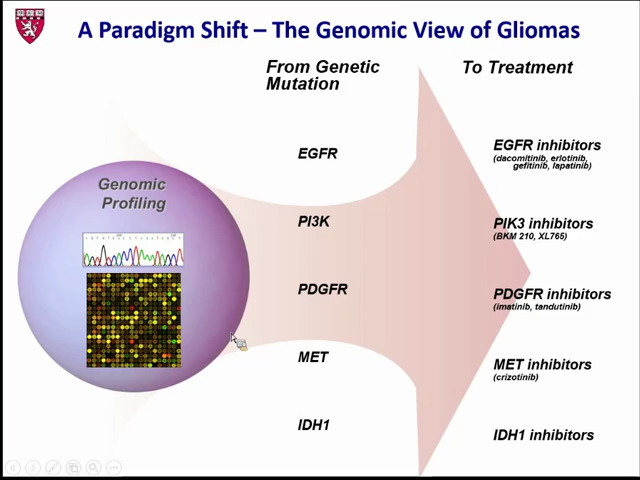 A Paradigm Shift – The Genomic View of Gliomas
From Genetic
Mutation
To Treatment
Genomic
Profiling
EGFR
EGFR inhibitors
(dacomitinib, erlotinib,
gefitinib, lapatinib)
PI3K
PIK3 inhibitors
(BKM 210, XL765)
PDGFR
PDGFR inhibitors
(imatinib, tandutinib)
MET
MET inhibitors
(crizotinib)
IDH1
IDH1 inhibitors